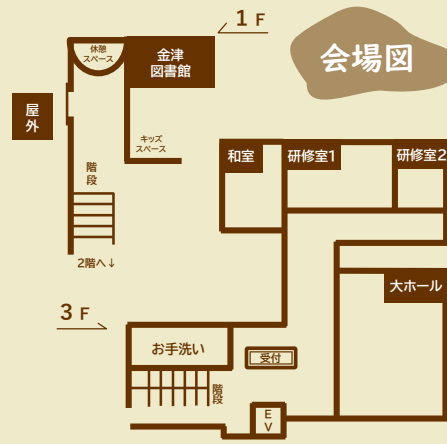 1 F
会場図
休憩
スペース
金津
図書館
屋
外
キッズ
スペース
階
段
2階へ↓
和室
研修室1
研修室2
大ホール
3 F
お手洗い
受付
階
段
E
V